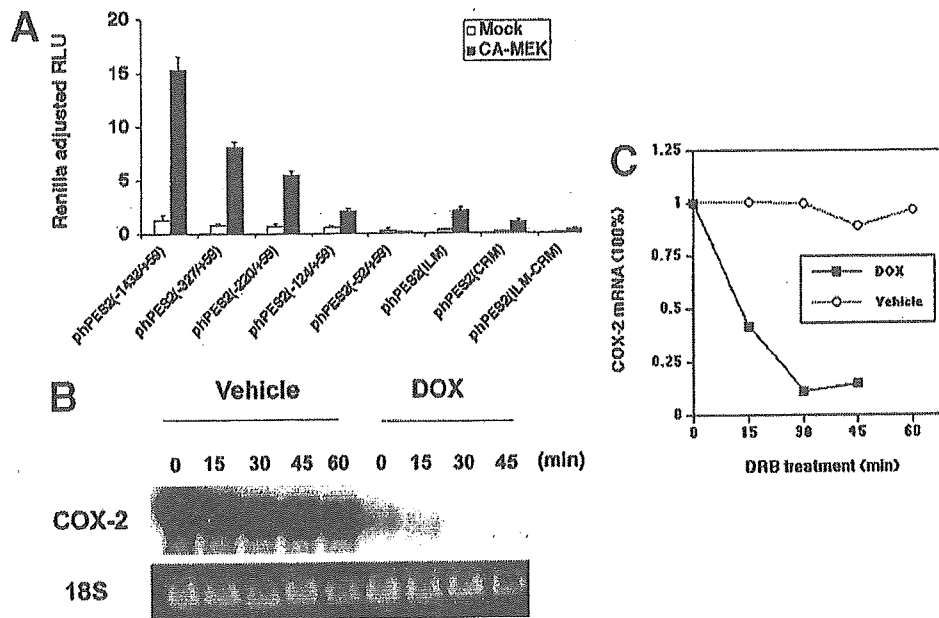 A
Renilla adjusted RLU
20
15
10
5
0
Mock
CA-MEK
phPES2(-1432/+59)
phPES2(-327/+59)
phPES2(-220/+59)
phPES2(-124/+59)
phPES2(-52/+59)
phPES2(ILM)
phPES2(CRM)
phPES2(ILM-CRM)
B
Vehicle DOX
0 15 30 45 60 0 15 30 45 (min)
COX-2
18S
C
COX-2 mRNA (100%)
1.25
1
0.75
0.5
0.25
0
DOX
Vehicle
0 15 30 45 60
DRB treatment (min)